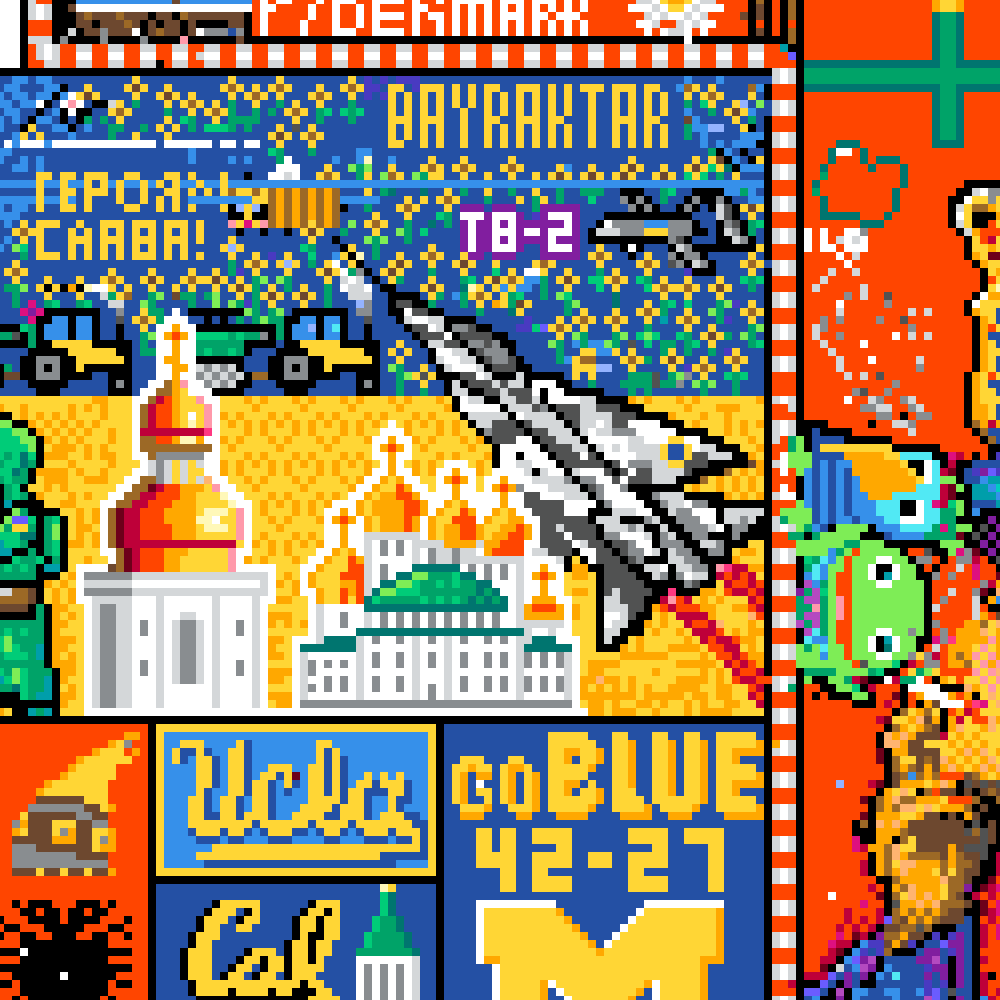 r/DENMARK
BAYRAKTAR
ГЕРОЯМ
СЛАВА!
TB-2
Ucla
GO BLUE
42-27
Cal
M